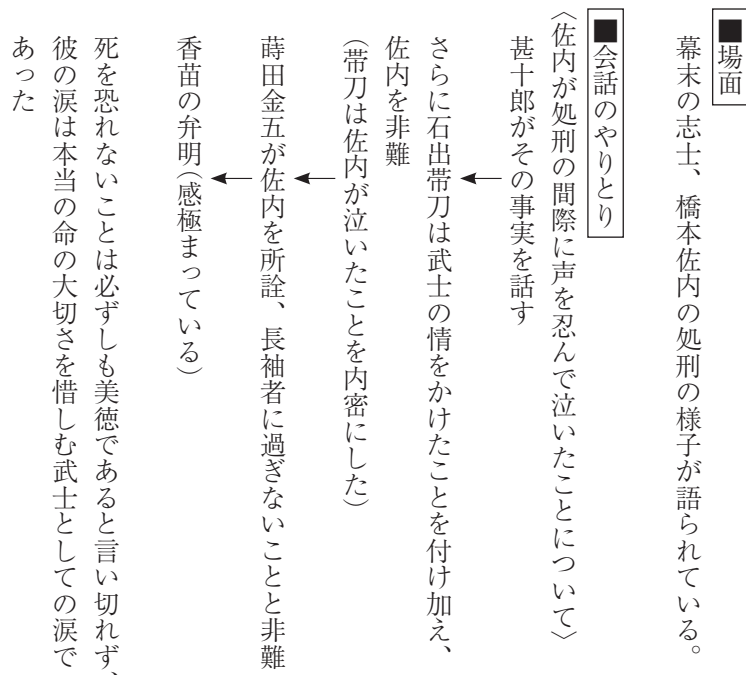 ■場面
幕末の志士、橋本佐内の処刑の様子が語られている。
■会話のやりとり
〈佐内が処刑の間際に声を忍んで泣いたことについて〉
甚十郎がその事実を話す
さらに石出帯刀は武士の情をかけたことを付け加え、
佐内を非難
(帯刀は佐内が泣いたことを内密にした)
蒔田金五が佐内を所詮、長袖者に過ぎないことと非難
香苗の弁明(感極まっている)
死を恐れないことは必ずしも美徳であると言い切れず、
彼の涙は本当の命の大切さを惜しむ武士としての涙で
あった